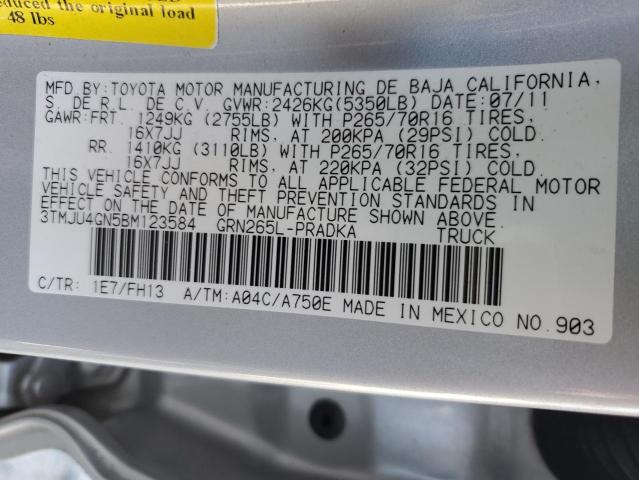 educed the original load
48 lbs
MFD.BY:TOYOTA MOTOR MANUFACTURING DE BAJA CALIFORNIA,
S. DE R.L. DE C.V. GVWR:2426KG(5350LB) DATE:07/11
GAWR:FRT. 1249KG (2755LB) WITH P265/70R16 TIRES,
16X7JJ RIMS, AT 200KPA (29PSI) COLD.
RR. 1410KG (3110LB) WITH P265/70R16 TIRES,
16X7JJ RIMS, AT 220KPA (32PSI) COLD.
THIS VEHICLE CONFORMS TO ALL APPLICABLE FEDERAL MOTOR
VEHICLE SAFETY AND THEFT PREVENTION STANDARDS IN
EFFECT ON THE DATE OF MANUFACTURE SHOWN ABOVE.
3TMJU4GN5BM123584 GRN265L-PRADKA TRUCK
C/TR: 1E7/FH13 A/TM:A04C/A750E MADE IN MEXICO NO.903